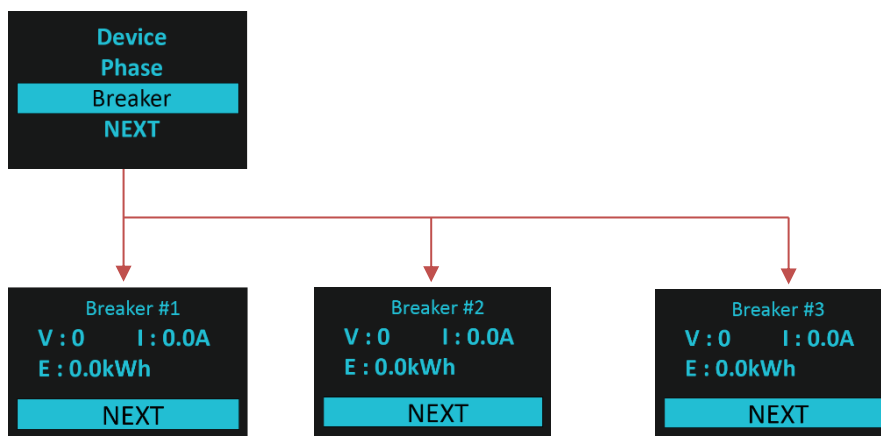 Device
Phase
Breaker
NEXT
Breaker #1
V : 0 I : 0.0A
E : 0.0kWh
NEXT
Breaker #2
V : 0 I : 0.0A
E : 0.0kWh
NEXT
Breaker #3
V : 0 I : 0.0A
E : 0.0kWh
NEXT